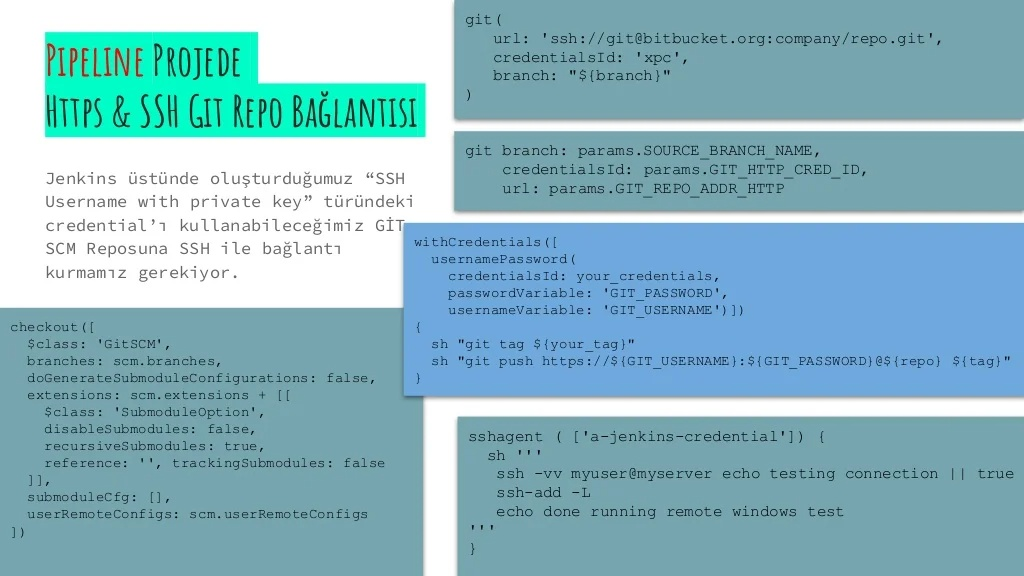 Pipeline Projede
Https & SSH Git Repo Bağlantısı
Jenkins üstünde oluşturduğumuz “SSH
Username with private key” türündeki
credential’ı kullanabileceğimiz GİT
SCM Reposuna SSH ile bağlantı
kurmamız gerekiyor.
checkout([
  $class: 'GitSCM',
  branches: scm.branches,
  doGenerateSubmoduleConfigurations: false,
  extensions: scm.extensions + [[
    $class: 'SubmoduleOption',
    disableSubmodules: false,
    recursiveSubmodules: true,
    reference: '', trackingSubmodules: false
  ]],
  submoduleCfg: [],
  userRemoteConfigs: scm.userRemoteConfigs
])
git(
   url: 'ssh://git@bitbucket.org:company/repo.git',
   credentialsId: 'xpc',
   branch: "${branch}"
)
git branch: params.SOURCE_BRANCH_NAME,
    credentialsId: params.GIT_HTTP_CRED_ID,
    url: params.GIT_REPO_ADDR_HTTP
withCredentials([
  usernamePassword(
    credentialsId: your_credentials,
    passwordVariable: 'GIT_PASSWORD',
    usernameVariable: 'GIT_USERNAME')])
{
  sh "git tag ${your_tag}"
  sh "git push https://${GIT_USERNAME}:${GIT_PASSWORD}@${repo} ${tag}"
}
sshagent ( ['a-jenkins-credential']) {
  sh '''
   ssh -vv myuser@myserver echo testing connection || true
   ssh-add -L
   echo done running remote windows test
'''
}